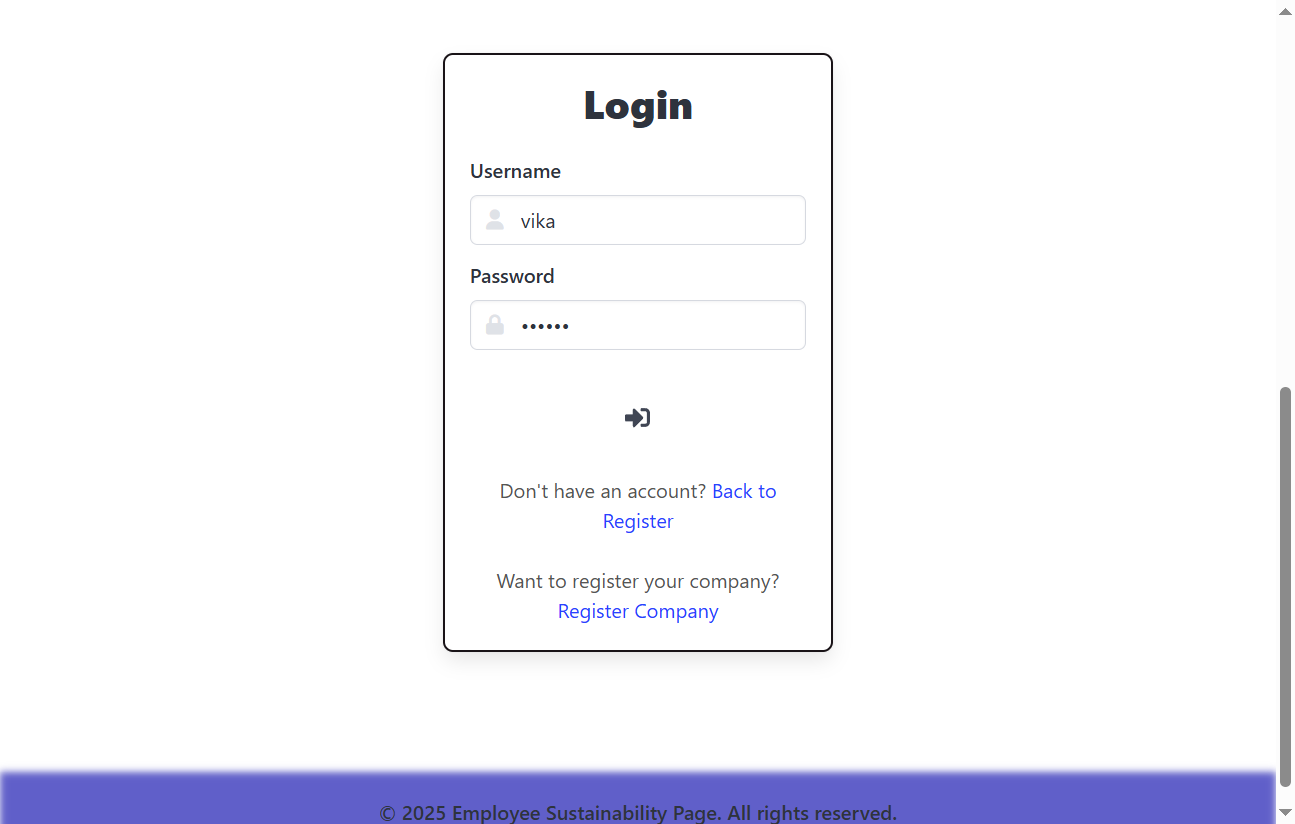 Login
Username
vika
Password
••••••
Don't have an account? Back to
Register
Want to register your company?
Register Company
© 2025 Employee Sustainability Page. All rights reserved.